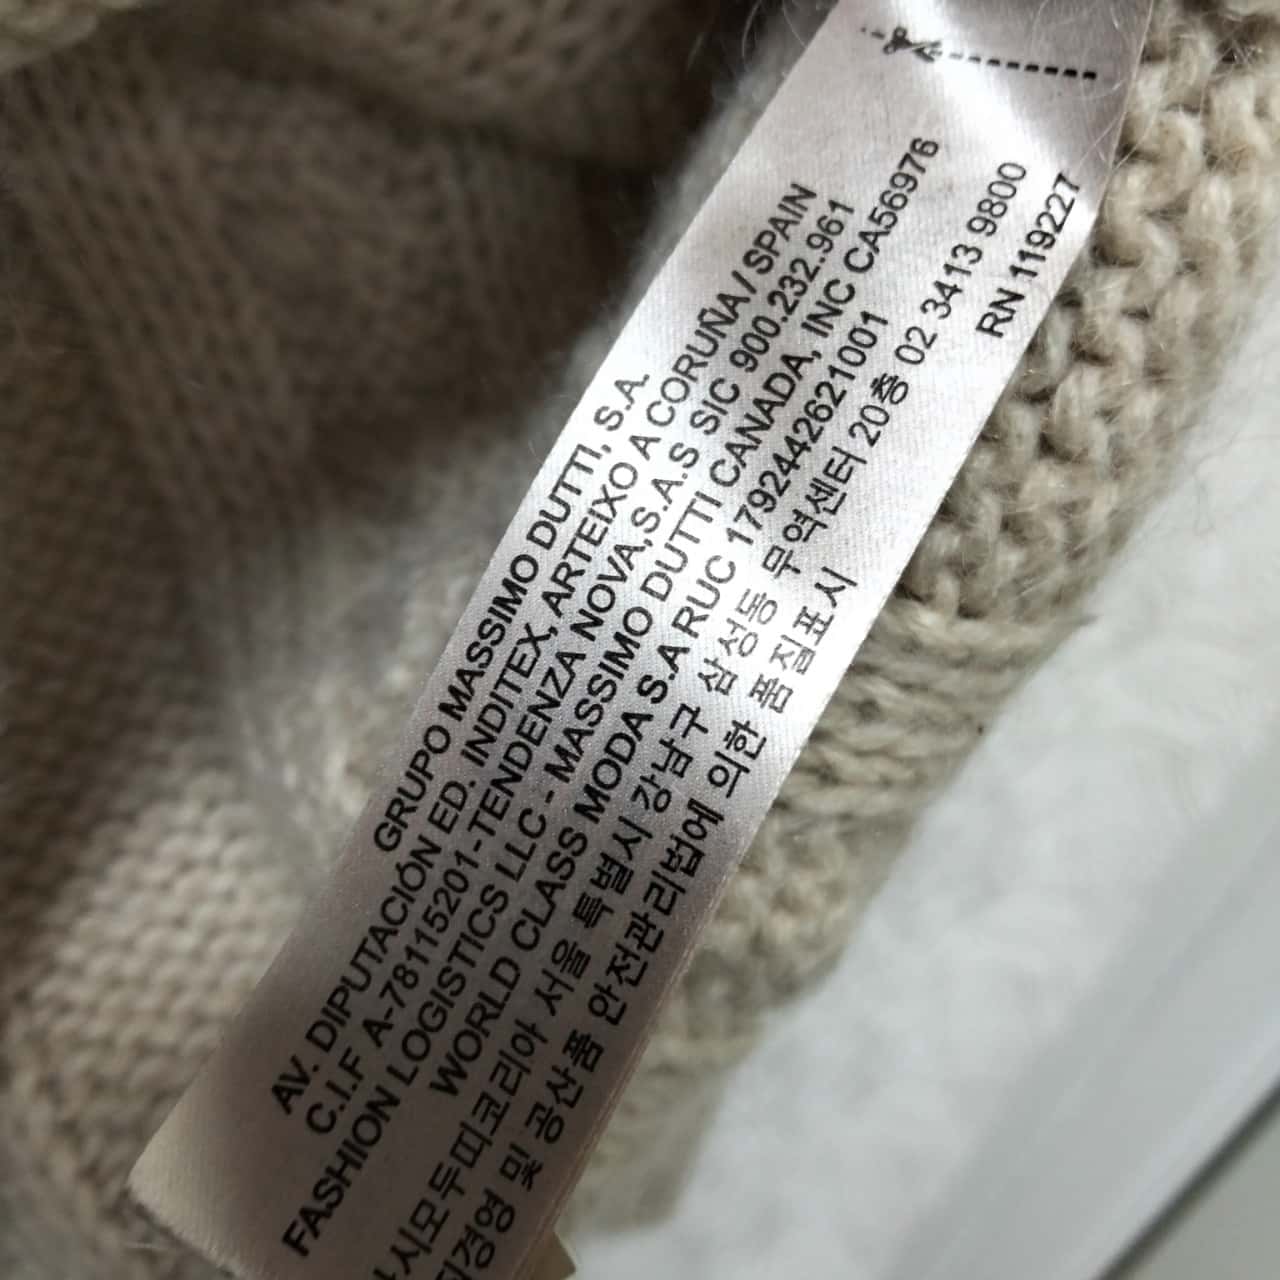 GRUPO MASSIMO DUTTI, S.A.
AV. DIPUTACIÓN ED. INDITEX, ARTEIXO A CORUÑA / SPAIN
C.I.F A-78115201-TENDENZA NOVA,S.A.S SIC 900.232.961
FASHION LOGISTICS LLC - MASSIMO DUTTI CANADA, INC CA56976
WORLD CLASS MODA S.A RUC 1792442621001
시모두띠코리아 서울 특별시 강남구 삼성동 무역센터 20층 02 3413 9800
및 공산품 안전관리법에 의한 품질표시
RN 119227